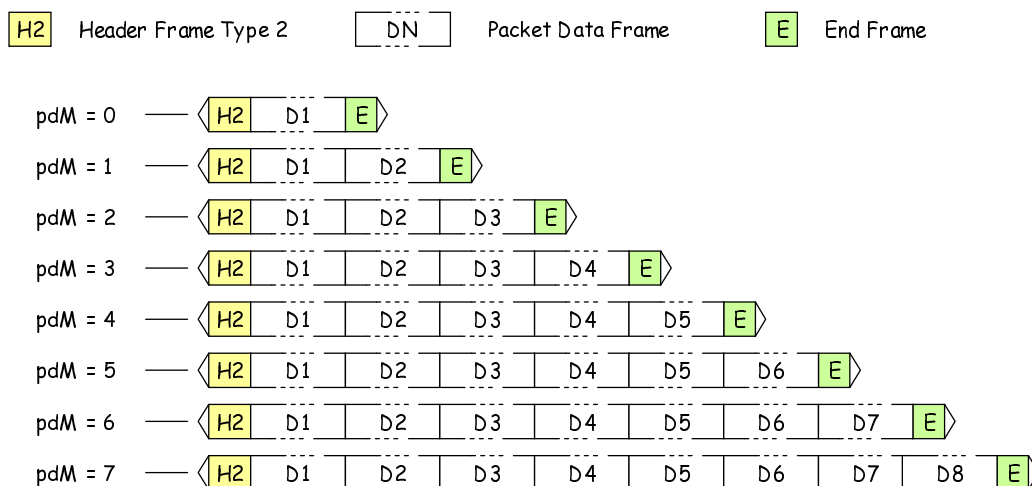 H2 Header Frame Type 2 DN Packet Data Frame E End Frame
pdM = 0 H2 D1 E
pdM = 1 H2 D1 D2 E
pdM = 2 H2 D1 D2 D3 E
pdM = 3 H2 D1 D2 D3 D4 E
pdM = 4 H2 D1 D2 D3 D4 D5 E
pdM = 5 H2 D1 D2 D3 D4 D5 D6 E
pdM = 6 H2 D1 D2 D3 D4 D5 D6 D7 E
pdM = 7 H2 D1 D2 D3 D4 D5 D6 D7 D8 E